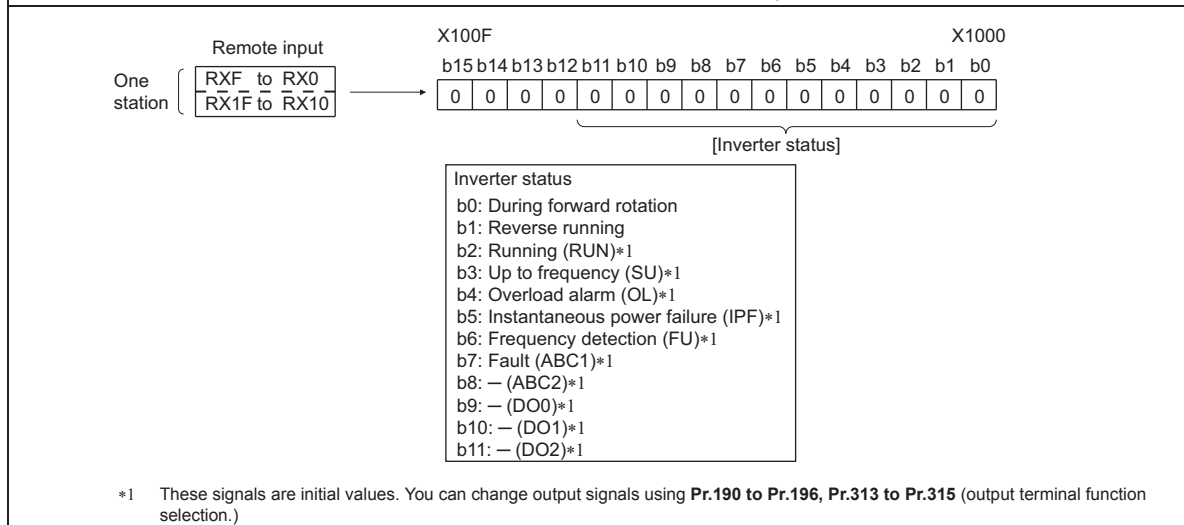 X100F X1000
Remote input
b15 b14 b13 b12 b11 b10 b9 b8 b7 b6 b5 b4 b3 b2 b1 b0
One station
RXF to RX0
RX1F to RX10
0 0 0 0 0 0 0 0 0 0 0 0 0 0 0 0
[Inverter status]
Inverter status
b0: During forward rotation
b1: Reverse running
b2: Running (RUN)*1
b3: Up to frequency (SU)*1
b4: Overload alarm (OL)*1
b5: Instantaneous power failure (IPF)*1
b6: Frequency detection (FU)*1
b7: Fault (ABC1)*1
b8: — (ABC2)*1
b9: — (DO0)*1
b10: — (DO1)*1
b11: — (DO2)*1
*1 These signals are initial values. You can change output signals using Pr.190 to Pr.196, Pr.313 to Pr.315 (output terminal function
selection.)